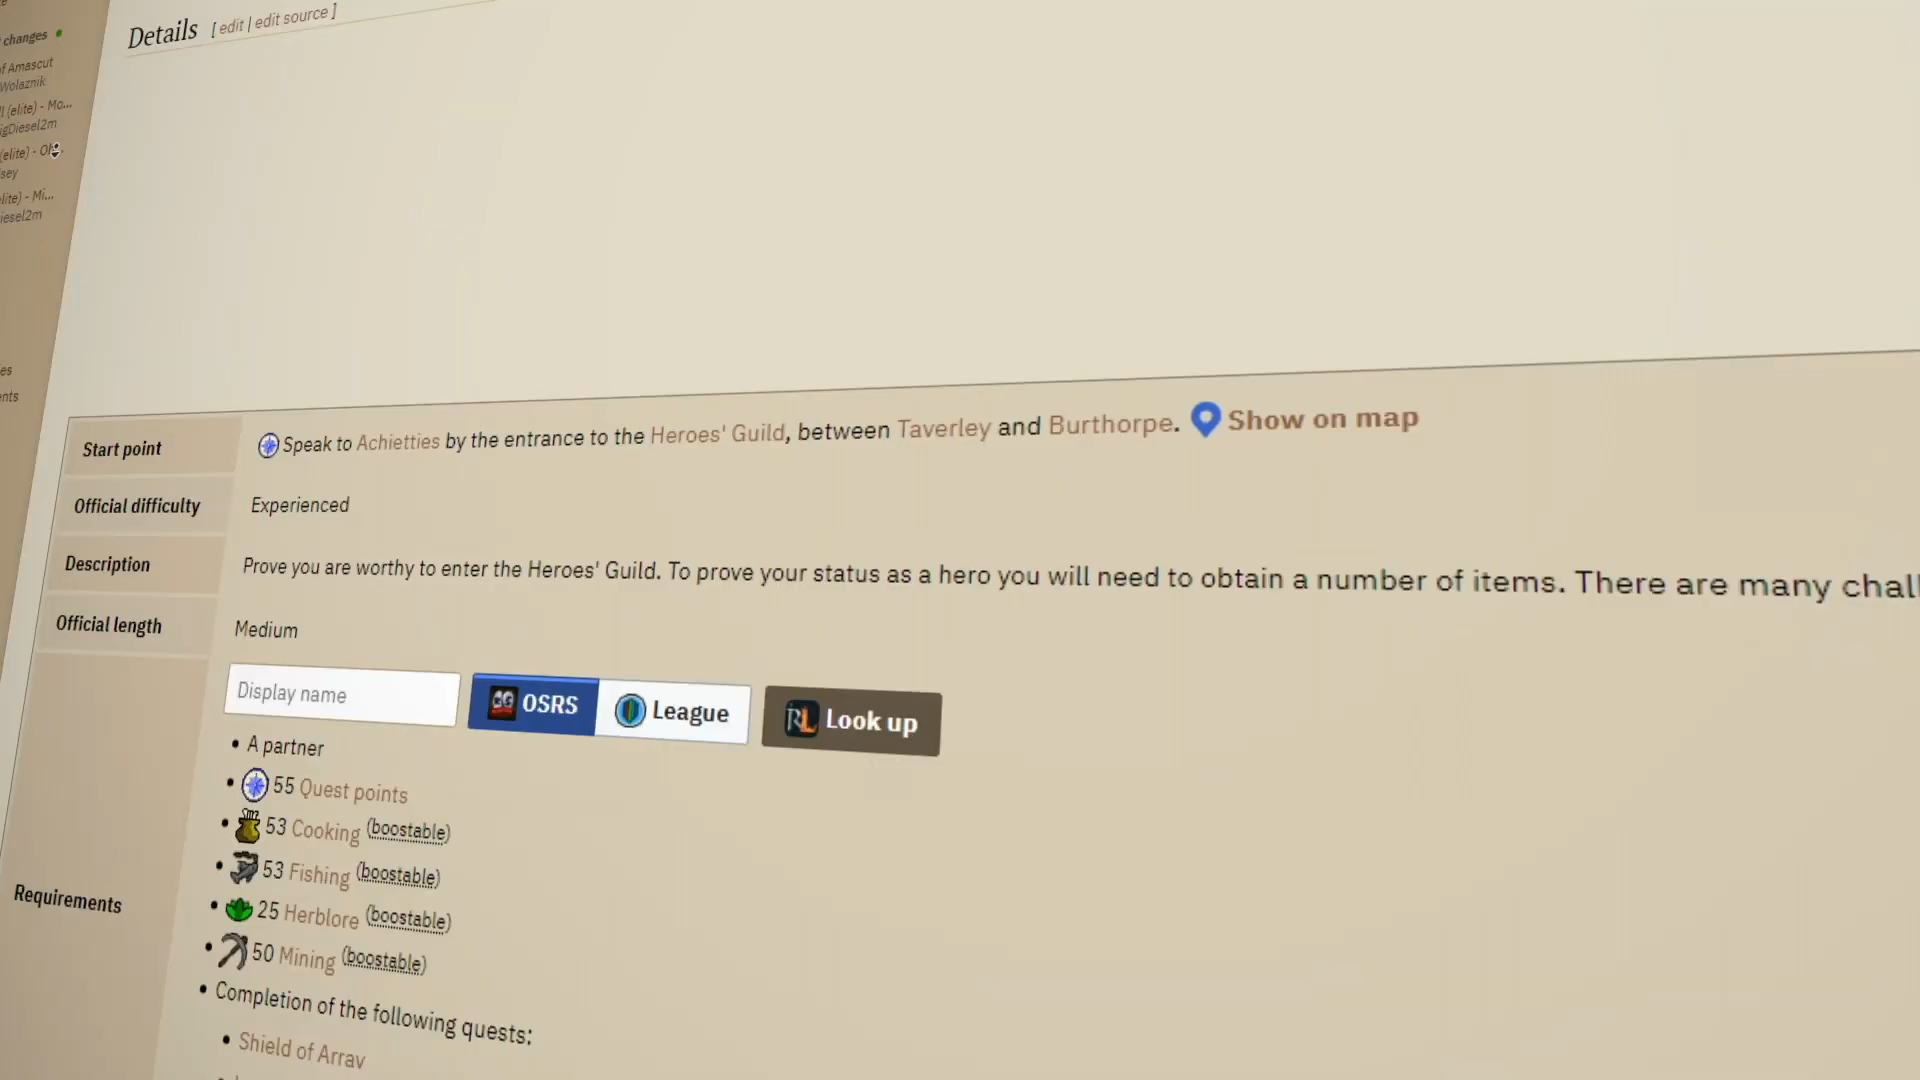 Details [ edit | edit source ]
changes
of Amascut
Wolaznik
(elite) - Mo...
igDiesel2m
(elite) - Ol
sey
elite) - Mi...
iesel2m
es
ents
Start point
Speak to Achietties by the entrance to the Heroes' Guild, between Taverley and Burthorpe. Show on map
Official difficulty
Experienced
Description
Prove you are worthy to enter the Heroes' Guild. To prove your status as a hero you will need to obtain a number of items. There are many chall
Official length
Medium
Display name
OSRS
League
RL Look up
Requirements
• A partner
• 55 Quest points
• 53 Cooking (boostable)
• 53 Fishing (boostable)
• 25 Herblore (boostable)
• 50 Mining (boostable)
• Completion of the following quests:
• Shield of Arrav